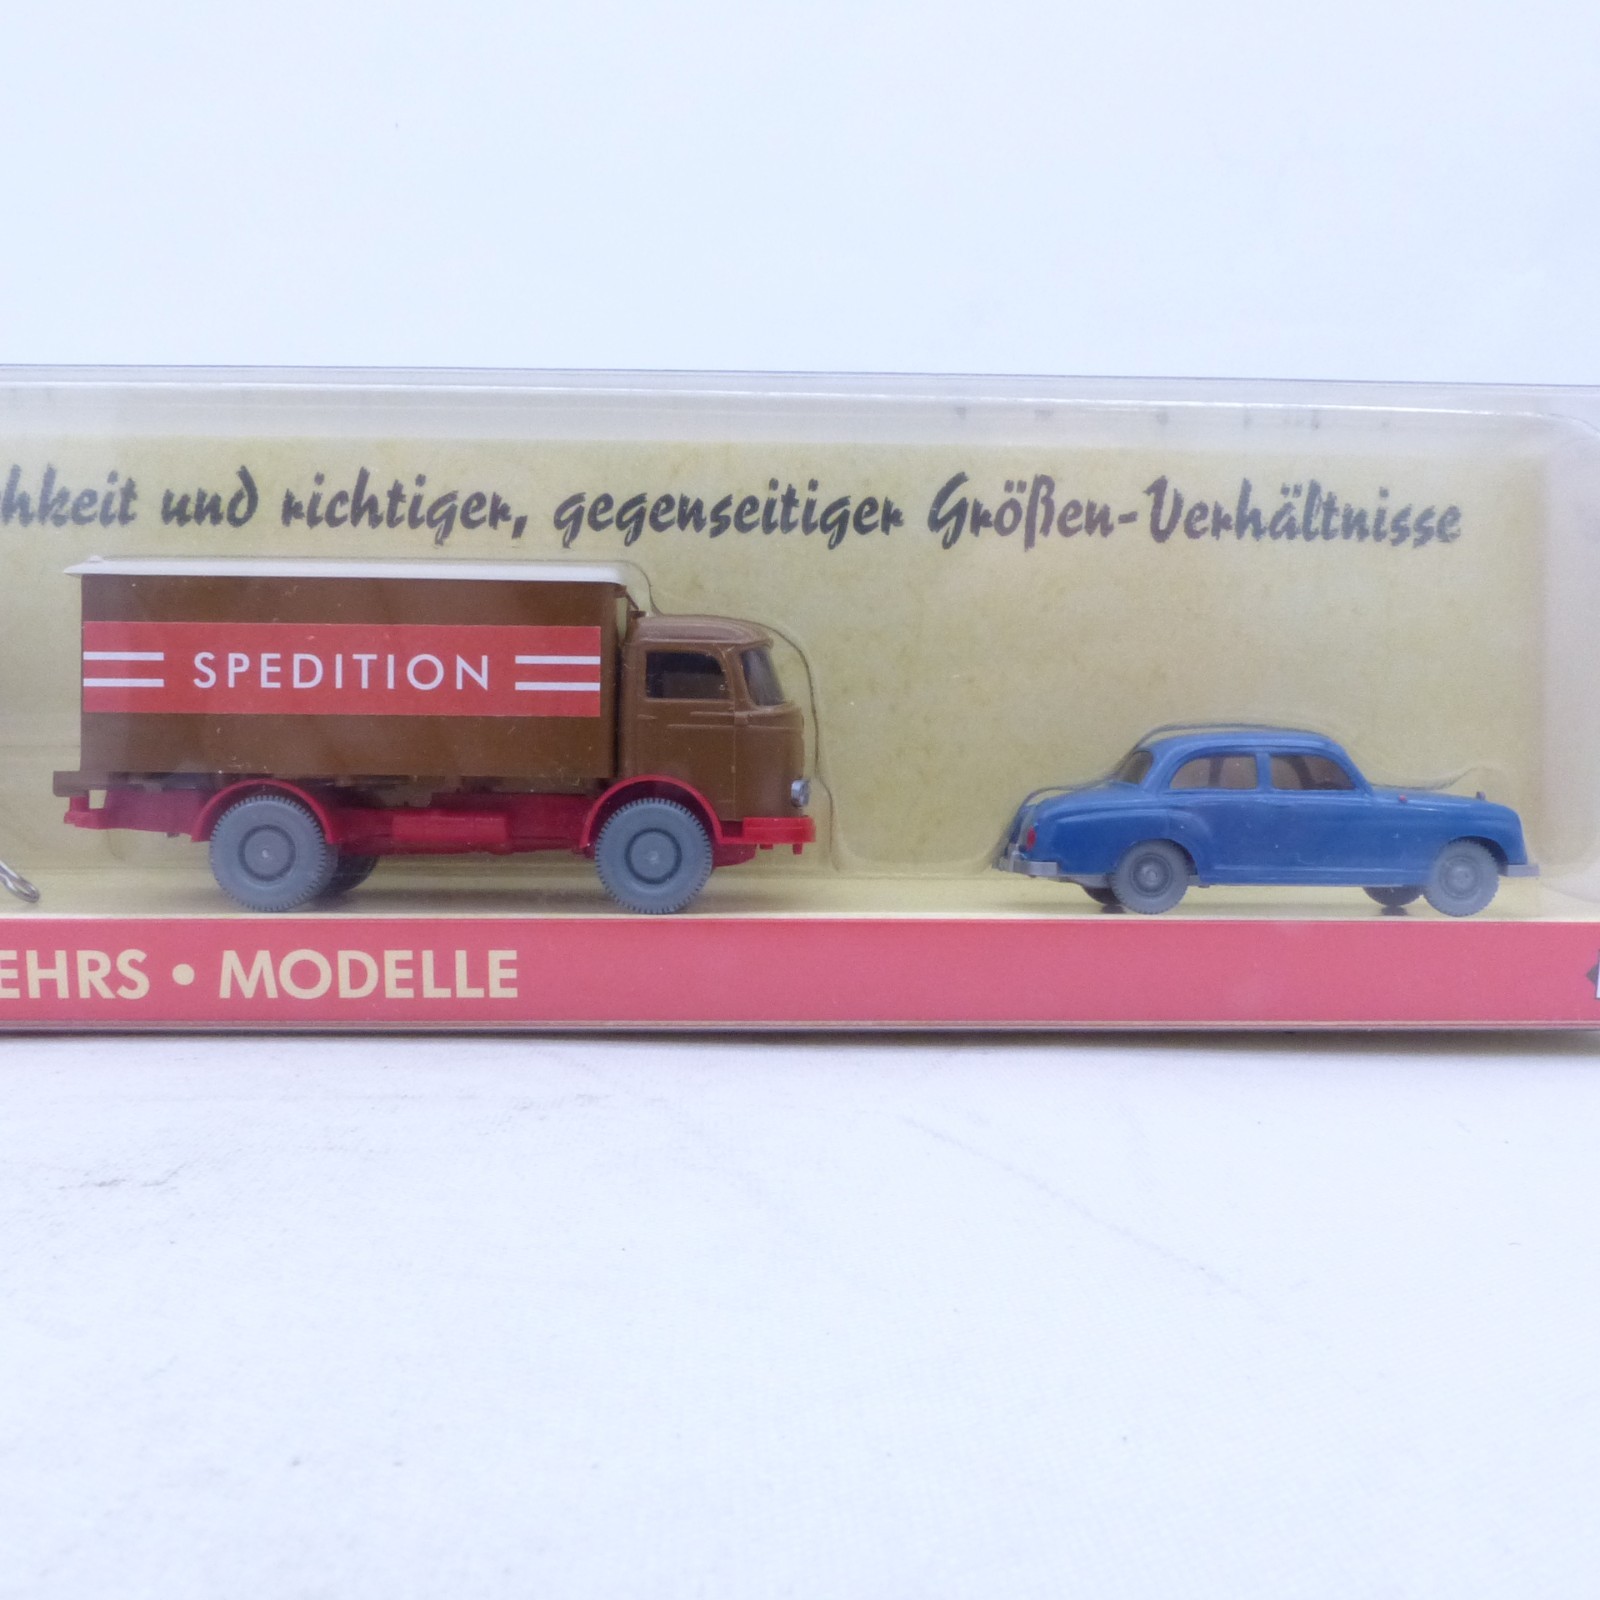 hkeit und richtiger, gegenseitiger Größen-Verhältnisse
SPEDITION
EHRS • MODELLE